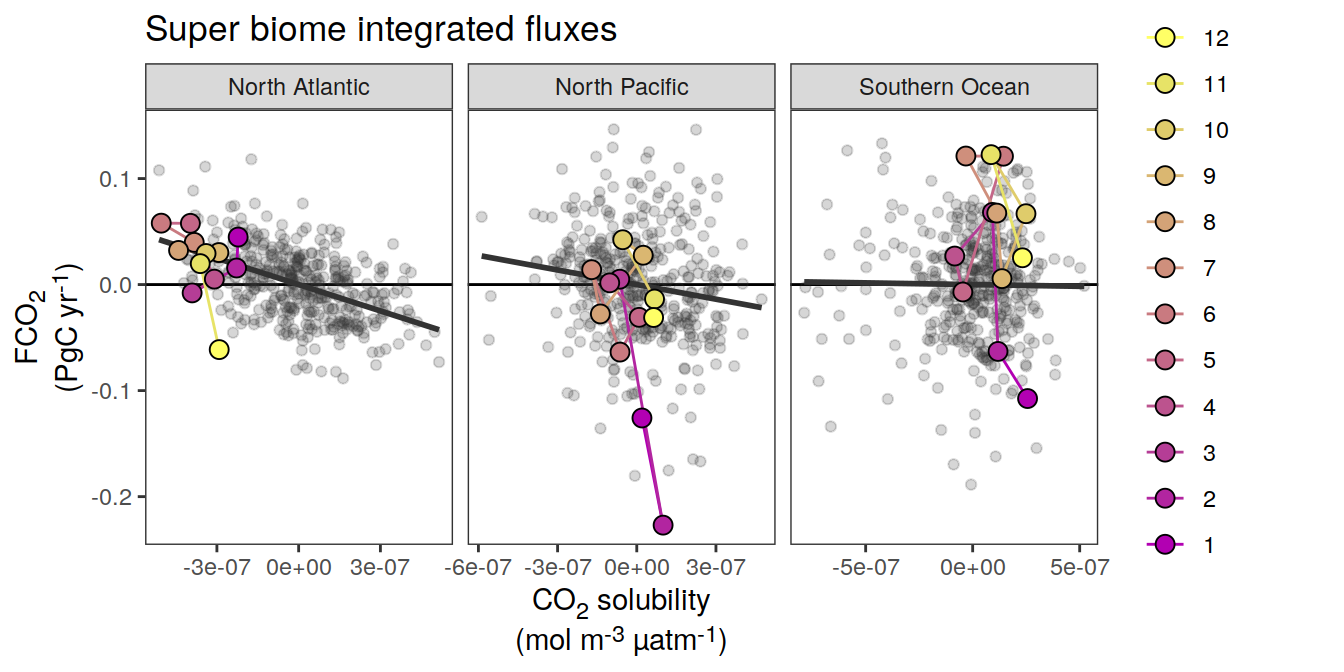 Super biome integrated fluxes
North Atlantic
North Pacific
Southern Ocean
0.1
0.0
-0.1
-0.2
FCO₂
(PgC yr⁻¹)
-3e-07 0e+00 3e-07
-6e-07 -3e-07 0e+00 3e-07
-5e-07 0e+00 5e-07
CO₂ solubility
(mol m⁻³ µatm⁻¹)
12
11
10
9
8
7
6
5
4
3
2
1